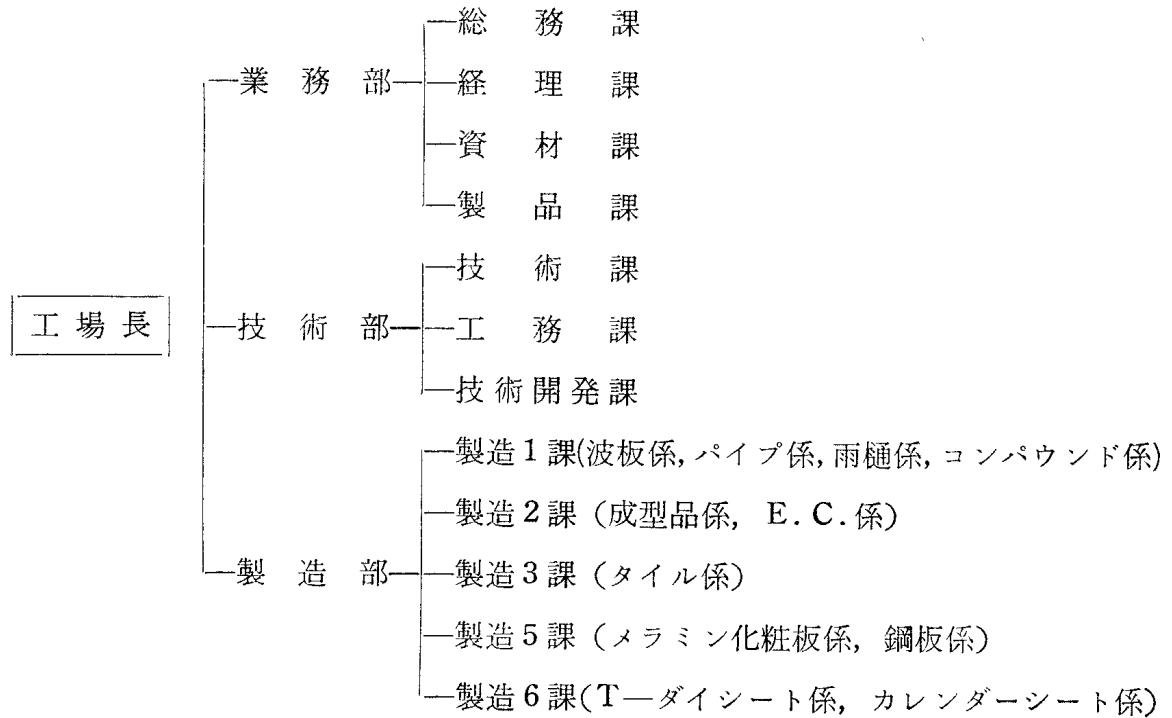 総務課
業務部
経理課
資材課
製品課
技術課
工場長
技術部
工務課
技術開発課
製造1課(波板係, パイプ係, 雨樋係, コンパウンド係)
製造2課 (成型品係, E.C.係)
製造部
製造3課 (タイル係)
製造5課 (メラミン化粧板係, 鋼板係)
製造6課(T―ダイシート係, カレンダーシート係)